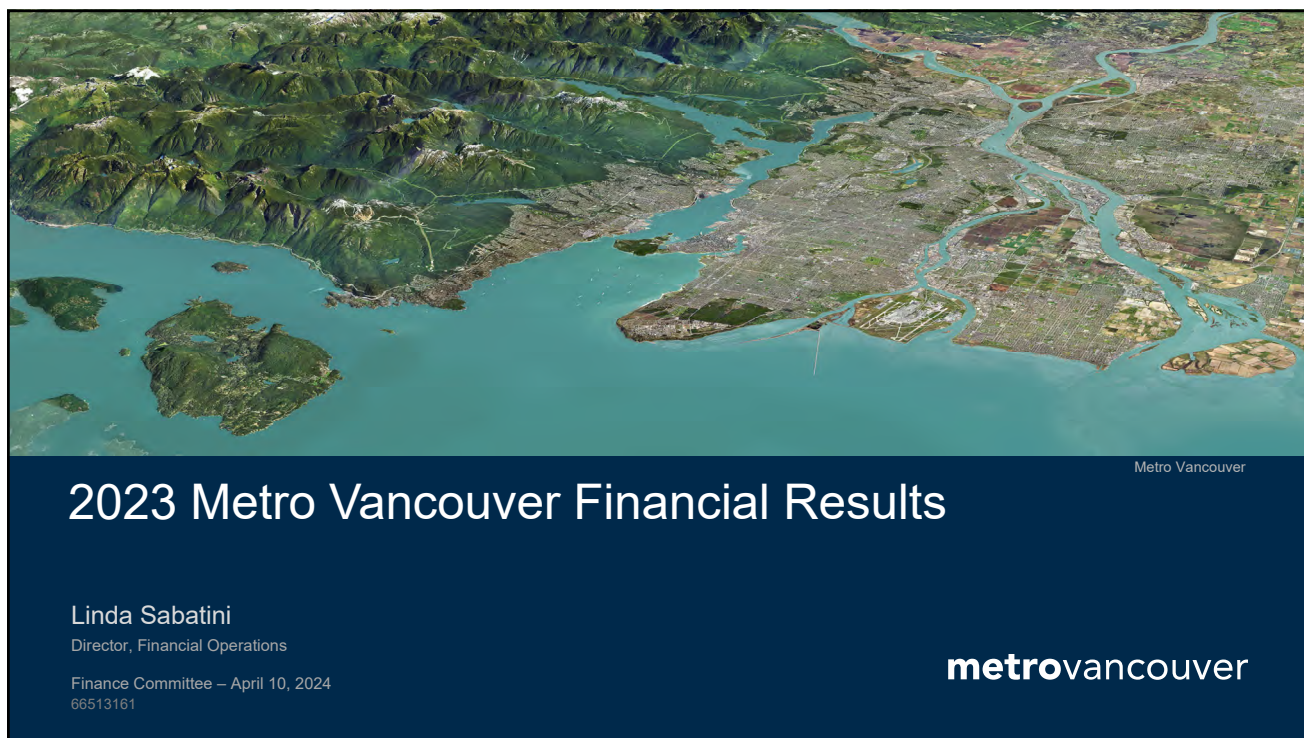 Metro Vancouver
2023 Metro Vancouver Financial Results
Linda Sabatini
Director, Financial Operations
Finance Committee – April 10, 2024
66513161
metrovancouver